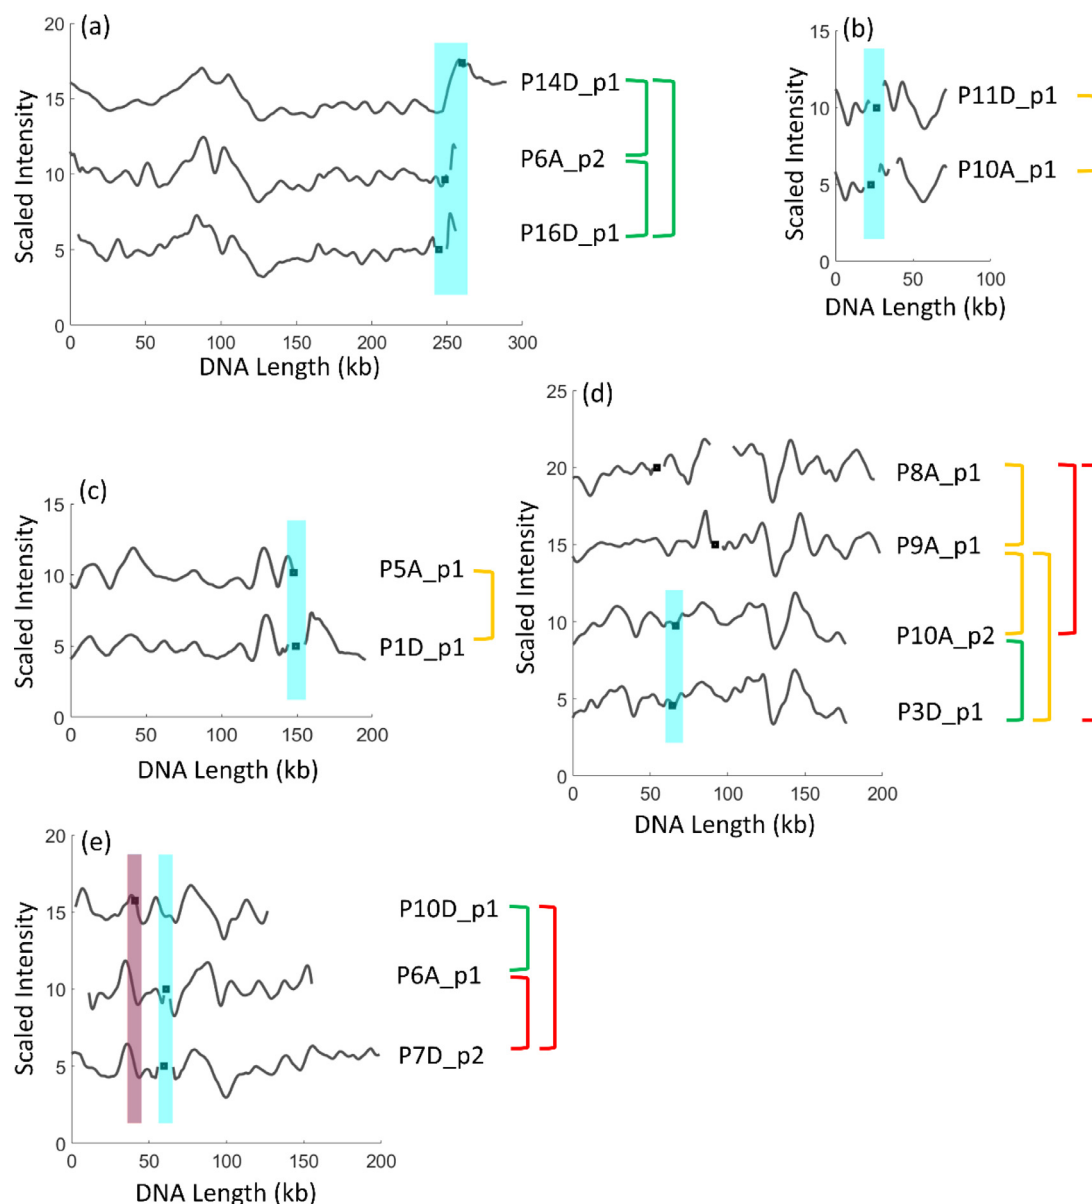 (a)
20
15
10
5
0
Scaled Intensity
0 50 100 150 200 250 300
DNA Length (kb)
P14D_p1
P6A_p2
P16D_p1
(b)
15
10
5
0
Scaled Intensity
0 50 100
DNA Length (kb)
P11D_p1
P10A_p1
(c)
15
10
5
0
Scaled Intensity
0 50 100 150 200
DNA Length (kb)
P5A_p1
P1D_p1
(d)
25
20
15
10
5
0
Scaled Intensity
0 50 100 150 200
DNA Length (kb)
P8A_p1
P9A_p1
P10A_p2
P3D_p1
(e)
20
15
10
5
0
Scaled Intensity
0 50 100 150 200
DNA Length (kb)
P10D_p1
P6A_p1
P7D_p2